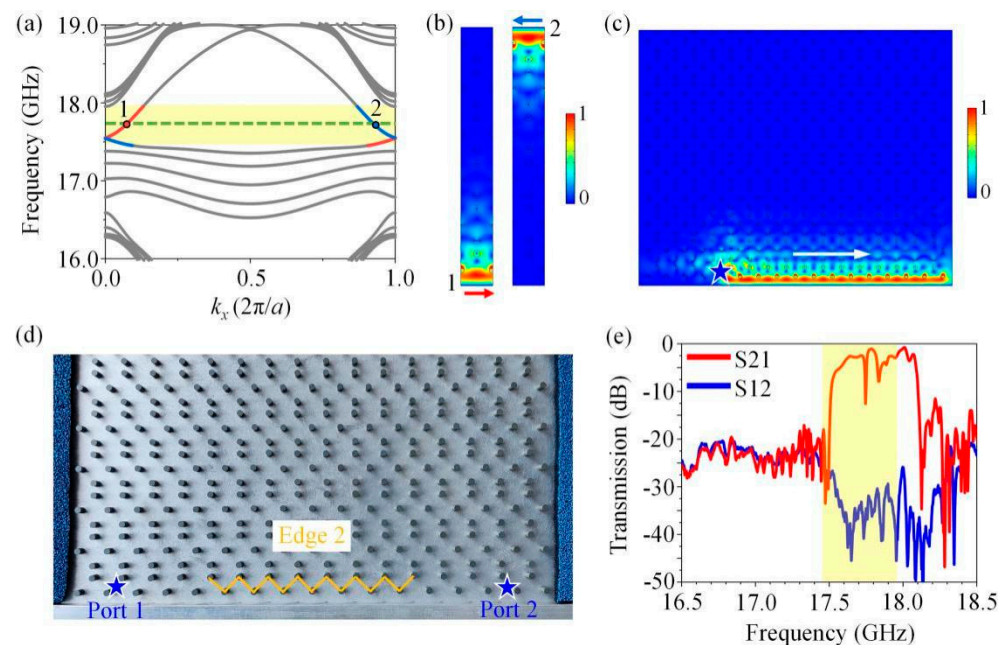 (a)
19.0
18.0
17.0
16.0
Frequency (GHz)
1
2
0.0
0.5
1.0
kₓ (2π/a)
(b)
1
2
1
0
(c)
1
0
(d)
Edge 2
Port 1
Port 2
(e)
0
-10
-20
-30
-40
-50
Transmission (dB)
S21
S12
16.5
17.0
17.5
18.0
18.5
Frequency (GHz)